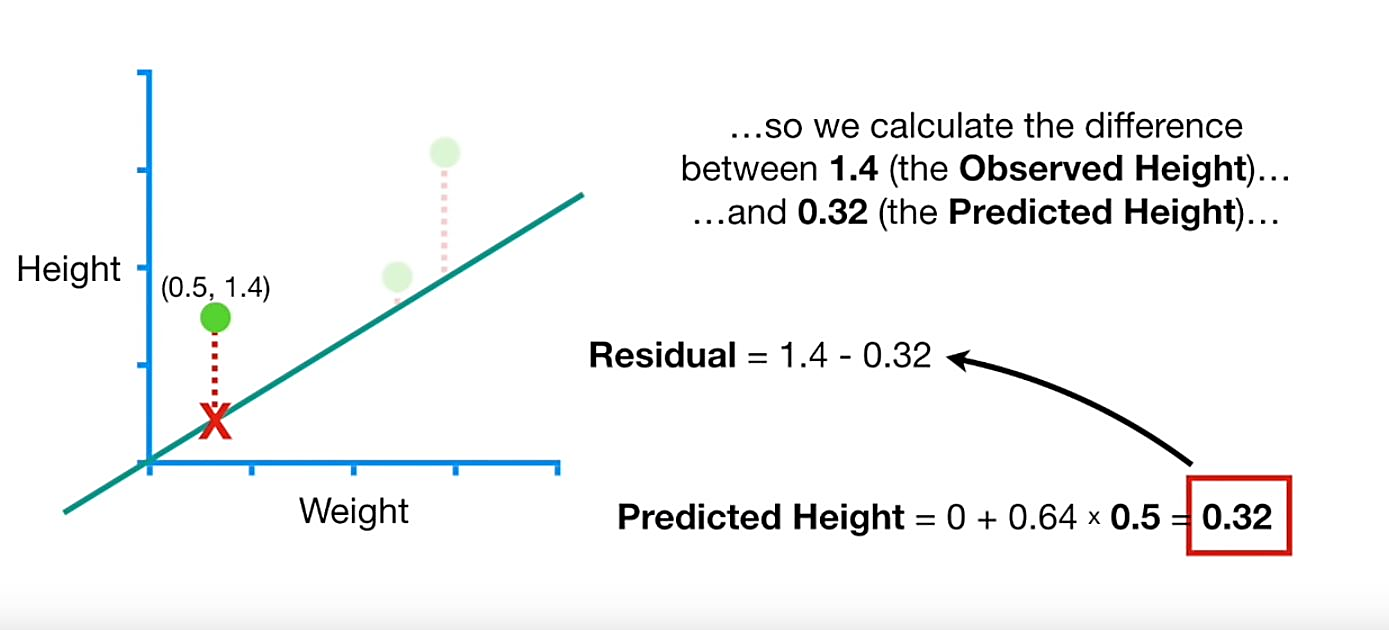 …so we calculate the difference
between 1.4 (the Observed Height)…
…and 0.32 (the Predicted Height)…
Height
(0.5, 1.4)
X
Residual = 1.4 - 0.32
Weight
Predicted Height = 0 + 0.64 x 0.5 = 0.32